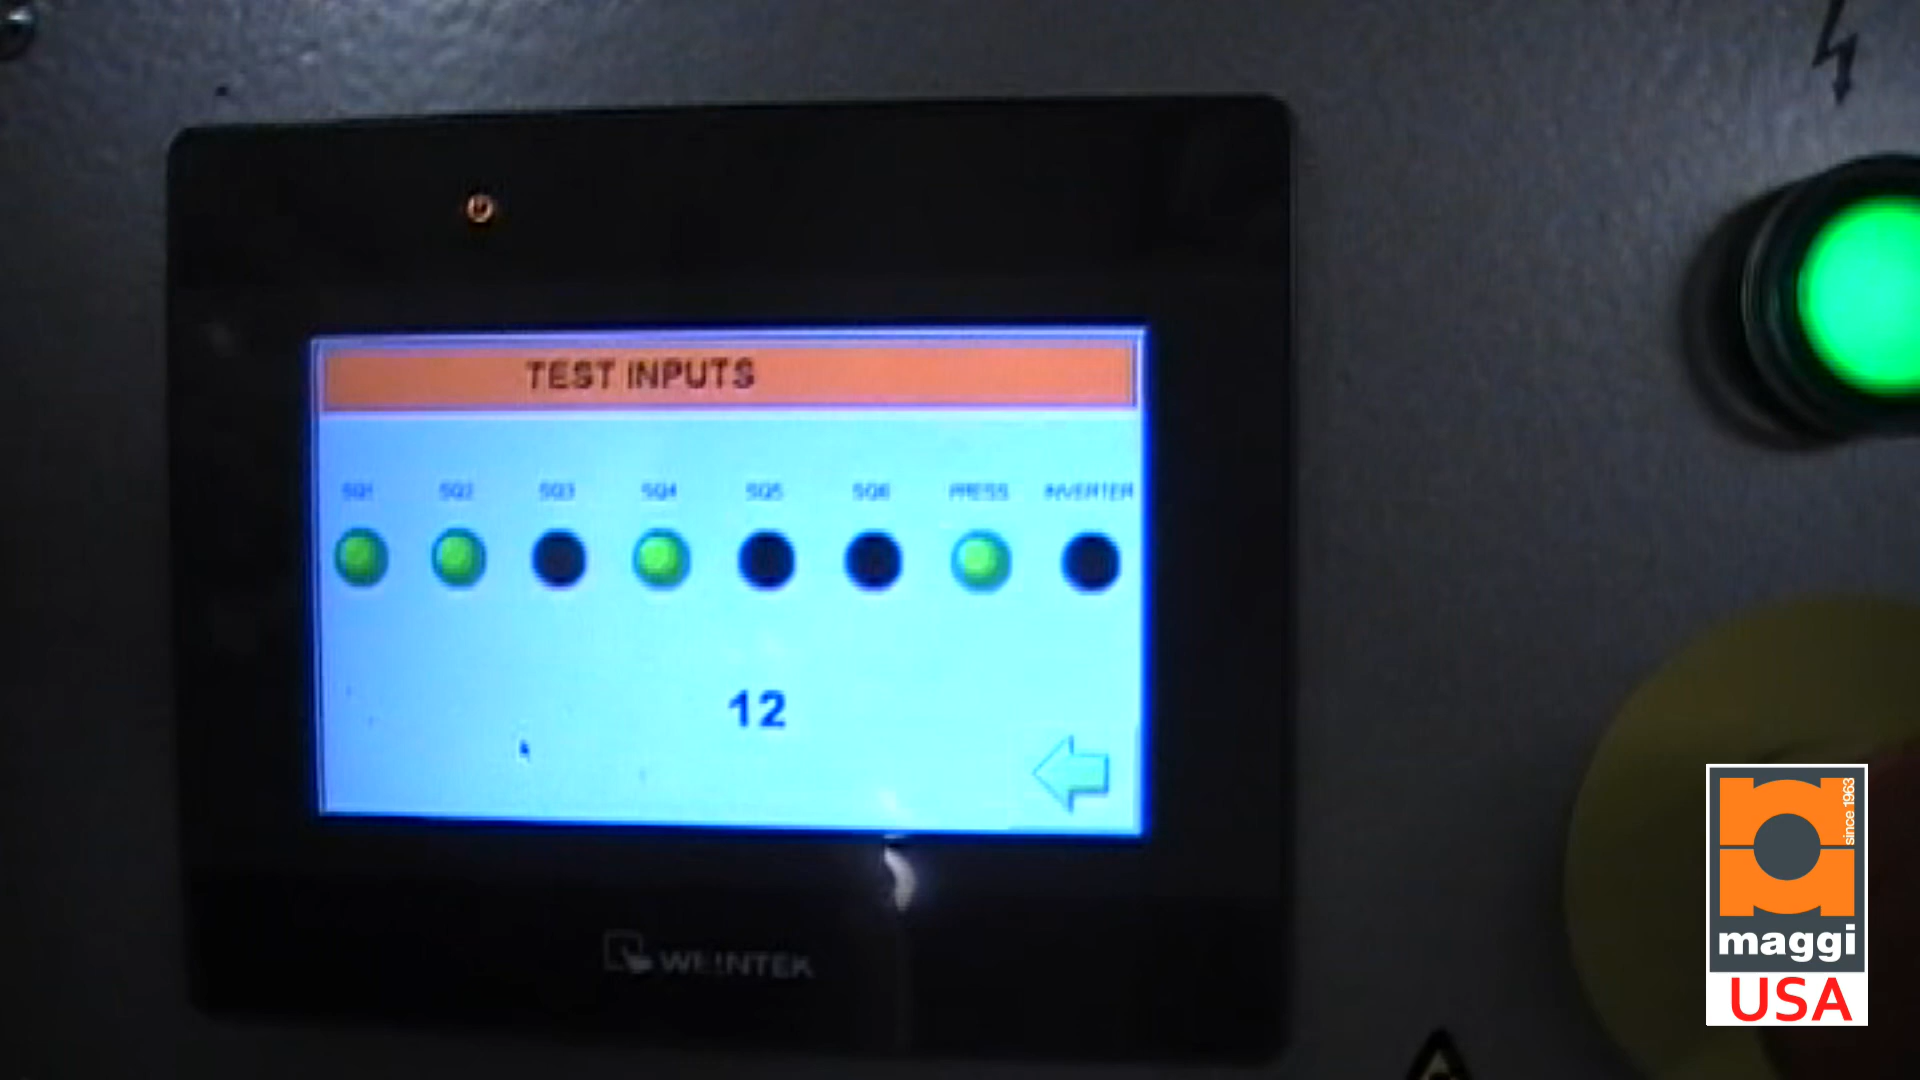 TEST INPUTS
SQ1 SQ2 SQ3 SQ4 SQ5 SQ6 PRESS INVERTER
12
WEINTEK
since 1963
maggi
USA